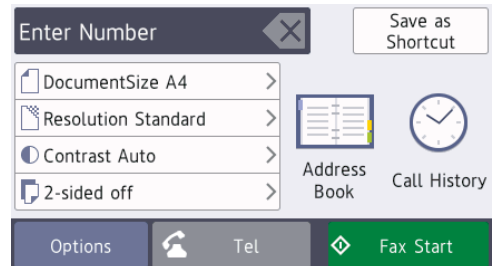 Enter Number
Save as
Shortcut
DocumentSize A4
Resolution Standard
Contrast Auto
2-sided off
Address
Book
Call History
Options
Tel
Fax Start